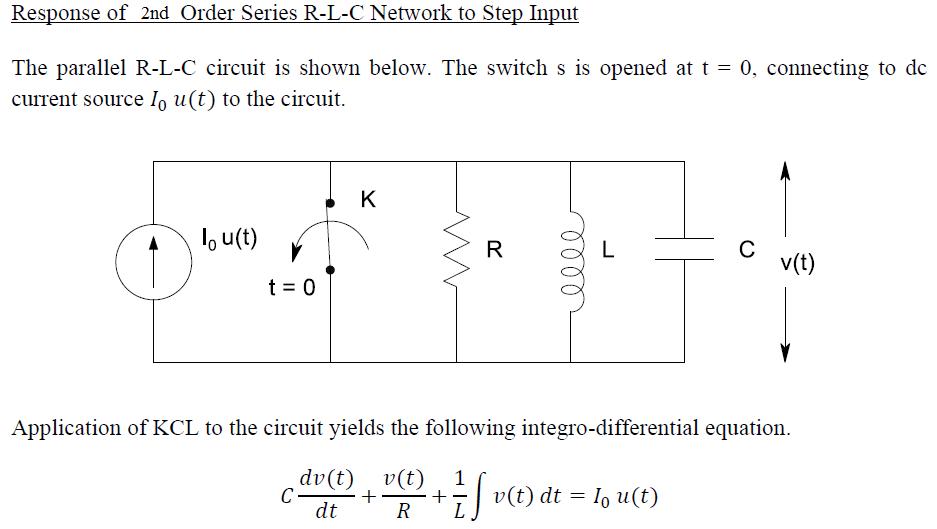 Response of 2nd Order Series R-L-C Network to Step Input
The parallel R-L-C circuit is shown below. The switch s is opened at t = 0, connecting to dc
current source I₀ u(t) to the circuit.
K
I₀ u(t)
R
L
C
v(t)
t = 0
Application of KCL to the circuit yields the following integro-differential equation.
C dv(t)/dt + v(t)/R + 1/L ∫ v(t) dt = I₀ u(t)